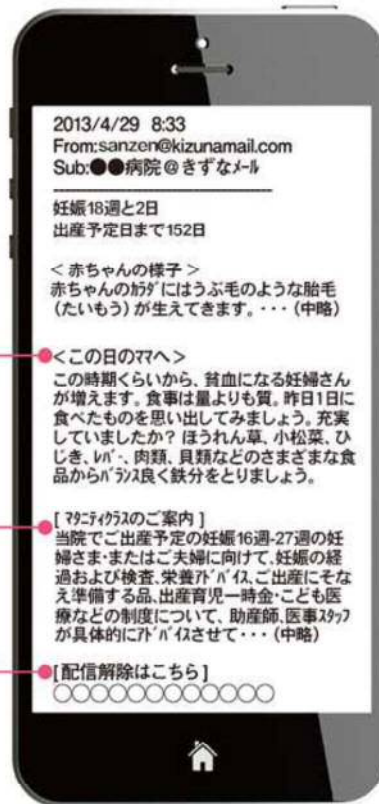 2013/4/29 8:33
From:sanzen@kizunamail.com
Sub:●●病院@きずなﾒｰﾙ
------------------------------
妊娠18週と2日
出産予定日まで152日
＜赤ちゃんの様子＞
赤ちゃんのｶﾗﾀﾞにはうぶ毛のような胎毛
（たいもう）が生えてきます。・・・（中略）
＜この日のママへ＞
この時期くらいから、貧血になる妊婦さん
が増えます。食事は量よりも質。昨日1日に
食べたものを思い出してみましょう。充実
していましたか？ ほうれん草、小松菜、ひ
じき、ﾚﾊﾞｰ、肉類、貝類などのさまざまな食
品からﾊﾞﾗﾝｽ良く鉄分をとりましょう。
[ ﾏﾀﾆﾃｨｸﾗｽのご案内 ]
当院でご出産予定の妊娠16週-27週の妊
婦さま・またはご夫婦に向けて、妊娠の経
過および検査、栄養ｱﾄﾞﾊﾞｲｽ、ご出産にそな
え準備する品、出産育児一時金・こども医
療などの制度について、助産師、医事ｽﾀｯﾌ
が具体的にｱﾄﾞﾊﾞｲｽさせて・・・（中略）
[配信解除はこちら]
○○○○○○○○○○○○○